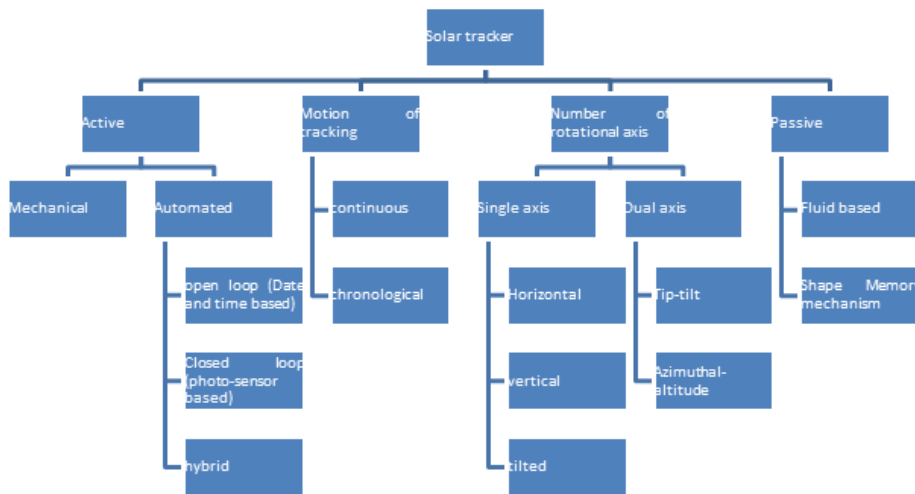 Solar tracker
Active
Motion of
tracking
Number of
rotational axis
Passive
Mechanical
Automated
continuous
Single axis
Dual axis
Fluid based
open loop (Date
and time based)
chronological
Horizontal
Tip-tilt
Shape Memory
mechanism
Closed loop
(photo-sensor
based)
vertical
Azimuthal-
altitude
hybrid
tilted